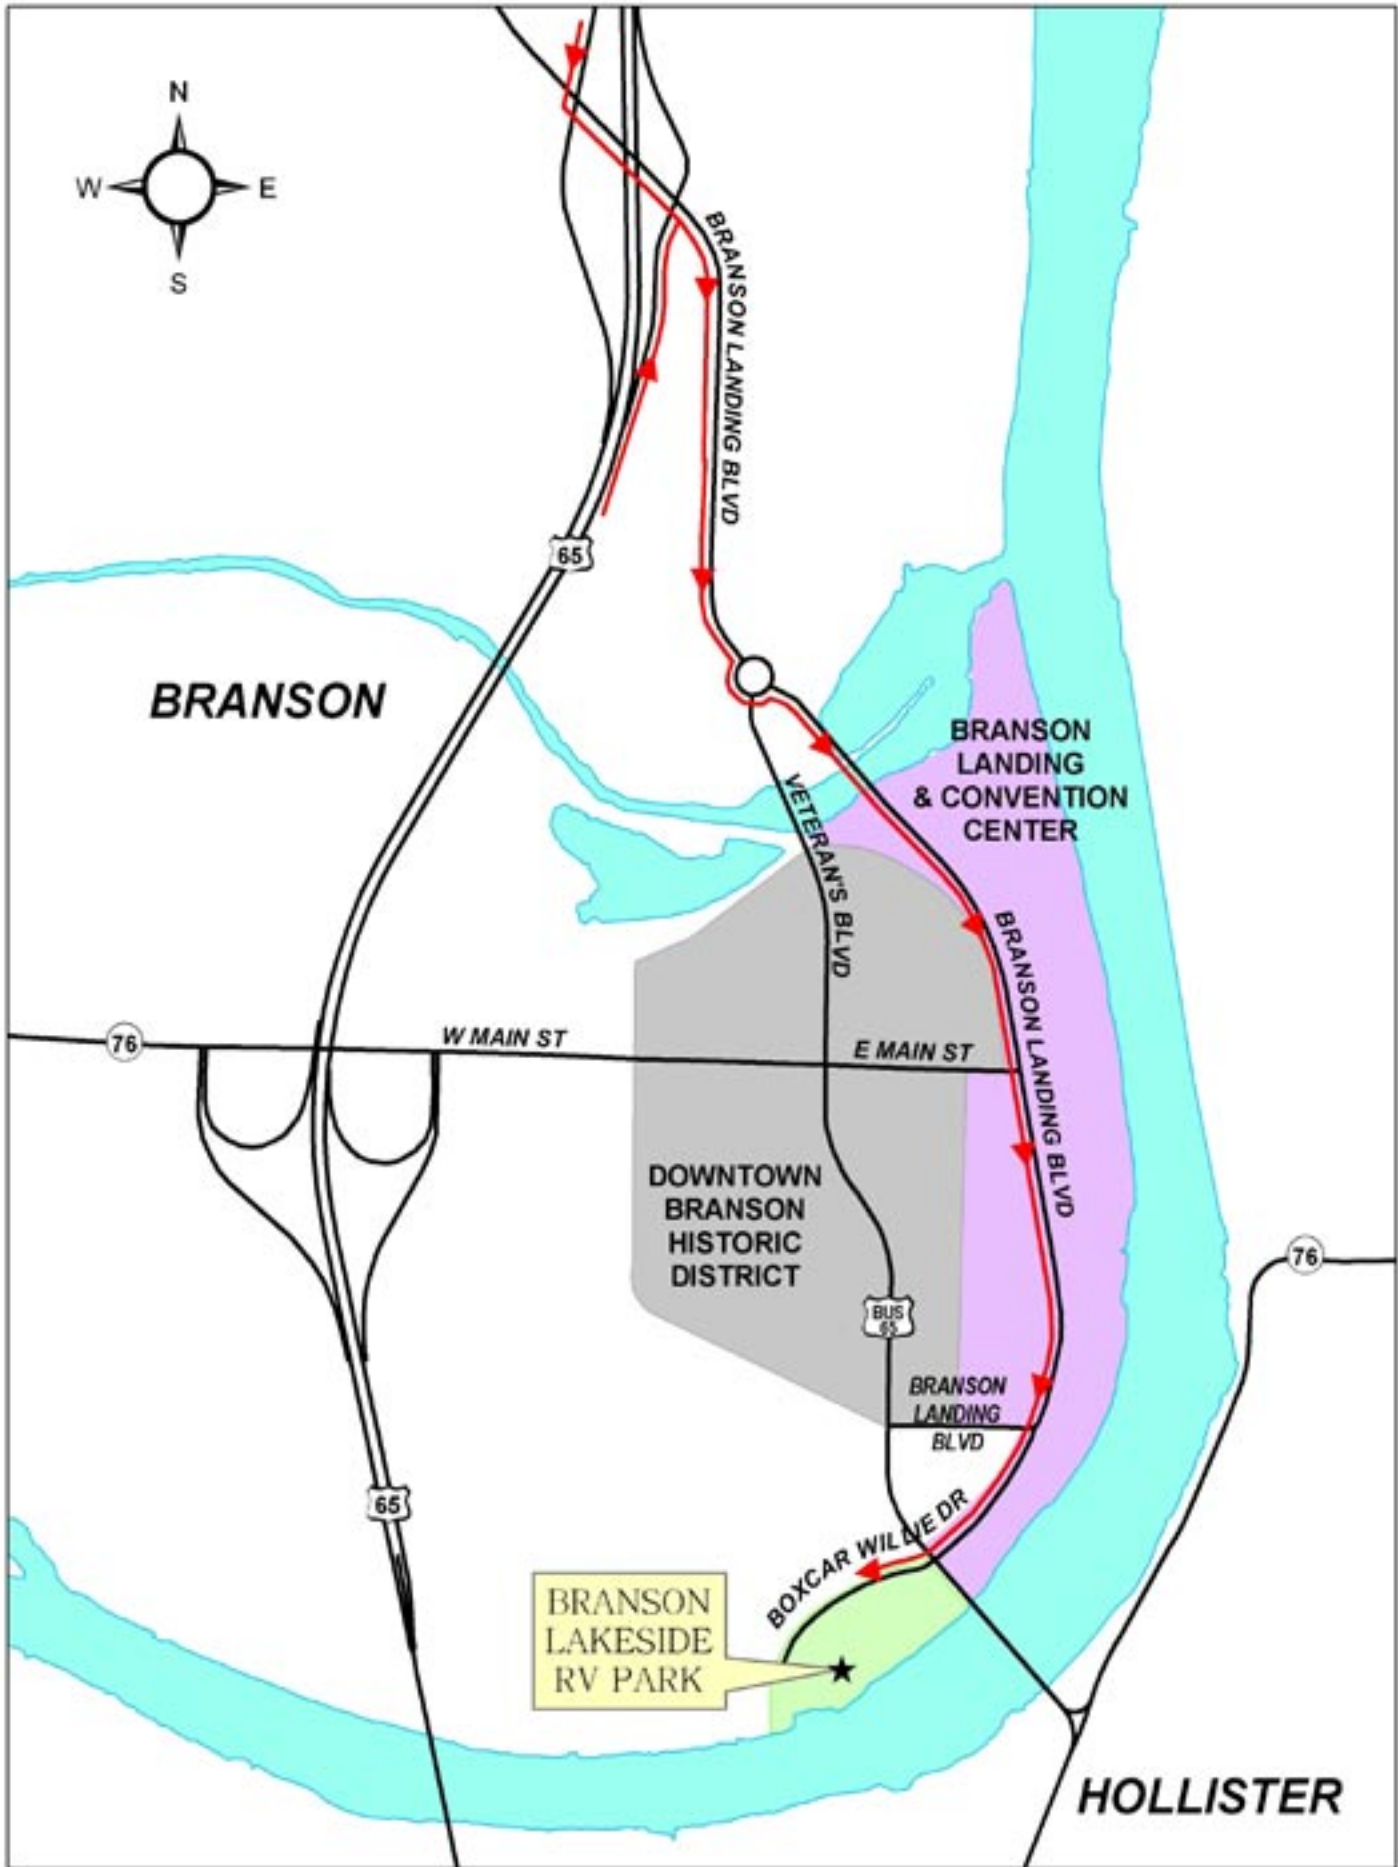 N
W
E
S
BRANSON LANDING BLVD
65
BRANSON
BRANSON
LANDING
& CONVENTION
CENTER
VETERAN'S BLVD
BRANSON LANDING BLVD
76
W MAIN ST
E MAIN ST
DOWNTOWN
BRANSON
HISTORIC
DISTRICT
76
BUS
65
BRANSON
LANDING
BLVD
65
BOXCAR WILLIE DR
BRANSON
LAKESIDE
RV PARK
HOLLISTER